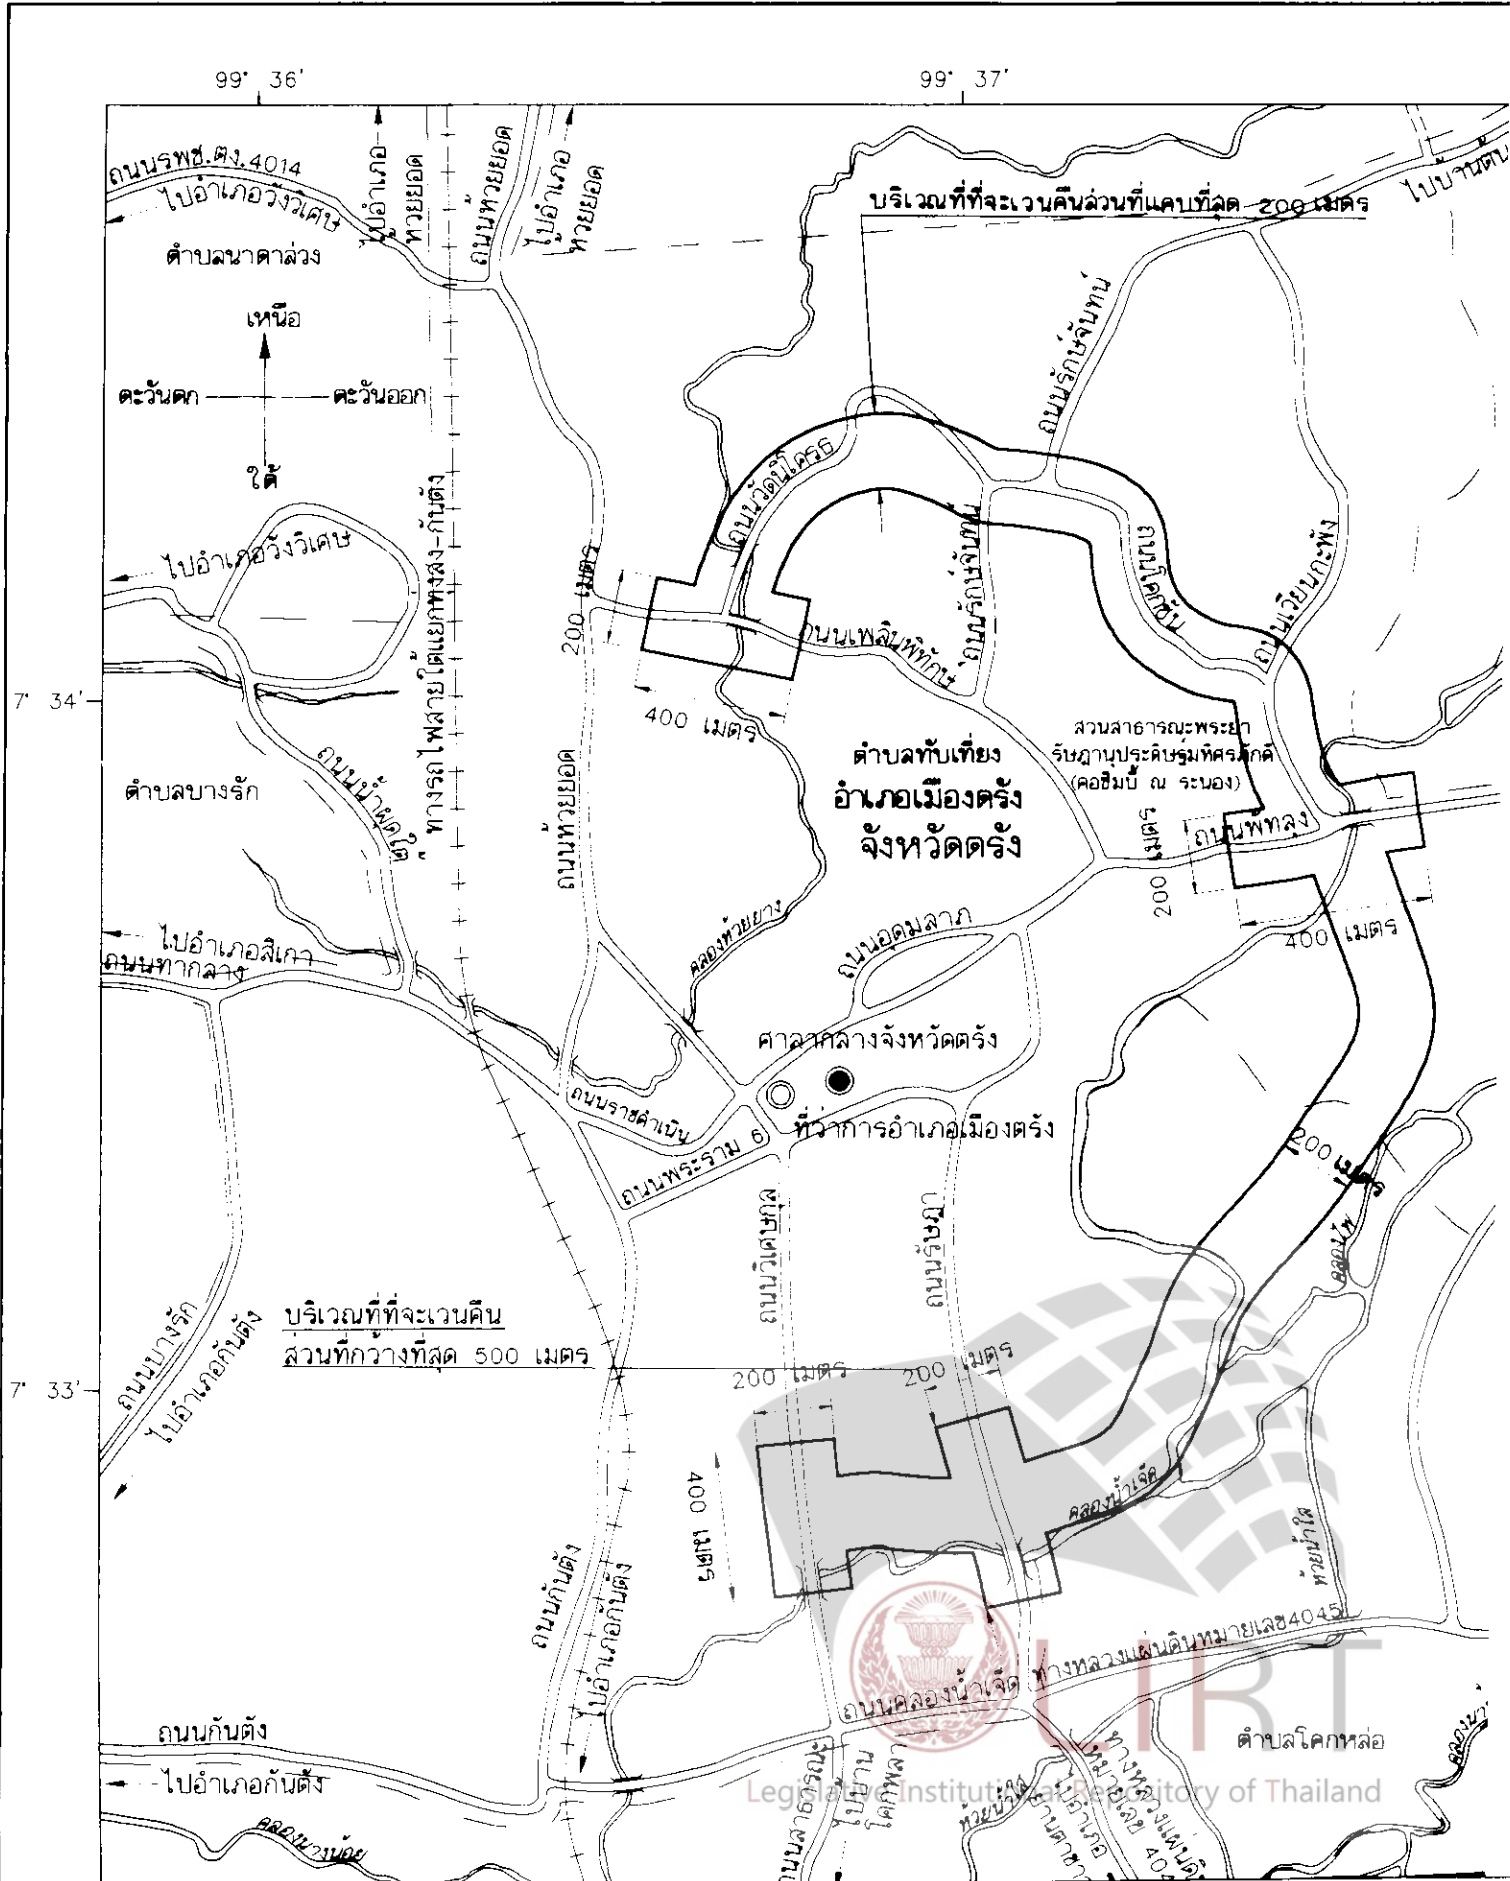 99° 36'
99° 37'
ถนนรพช.ตง.4014
ไปอำเภอวังวิเศษ
ไปอำเภอ
ห้วยยอด
ถนนห้วยยอด
ไปอำเภอ
ห้วยยอด
บริเวณที่ที่จะเวนคืนส่วนที่แคบที่สุด 200 เมตร
ตำบลนาตาล่วง
เหนือ
ตะวันตก
ตะวันออก
ใต้
ถนนรักษ์จันทน์
ถนนวัดนิโครธ
ไปอำเภอวังวิเศษ
ทางรถไฟสายใต้แยกทุ่งสง-กันตัง
200 เมตร
400 เมตร
ถนนเพลินพิทักษ์
ถนนรักษ์จันทน์
ถนนโคกขัน
ถนนเวียนกะพัง
7° 34'
สวนสาธารณะพระยา
รัษฎานุประดิษฐ์มหิศรภักดี
(คอซิมบี้ ณ ระนอง)
ตำบลทับเที่ยง
อำเภอเมืองตรัง
จังหวัดตรัง
ตำบลบางรัก
ถนนน้ำผุดใต้
ถนนห้วยยอด
200 เมตร
ถนนพัทลุง
400 เมตร
คลองห้วยยาง
ถนนอุดมลาภ
ไปอำเภอสิเกา
ถนนท่ากลาง
ศาลากลางจังหวัดตรัง
ที่ว่าการอำเภอเมืองตรัง
ถนนราชดำเนิน
ถนนพระราม 6
200 เมตร
ถนนวิเศษกุล
ถนนรัษฎา
คลองไพ
บริเวณที่ที่จะเวนคืน
ส่วนที่กว้างที่สุด 500 เมตร
ถนนบางรัก
ไปอำเภอกันตัง
7° 33'
200 เมตร
200 เมตร
400 เมตร
คลองน้ำเจ็ด
ห้วยน้ำใส
ถนนกันตัง
ไปอำเภอกันตัง
ทางหลวงแผ่นดินหมายเลข4045
ถนนคลองน้ำเจ็ด
ถนนกันตัง
ไปอำเภอกันตัง
คลองนางน้อย
ไปบ้าน
โคกพลา
ห้วยน้ำใส
ตำบลโคกหล่อ
LIRT
Legislative Institutional Repository of Thailand